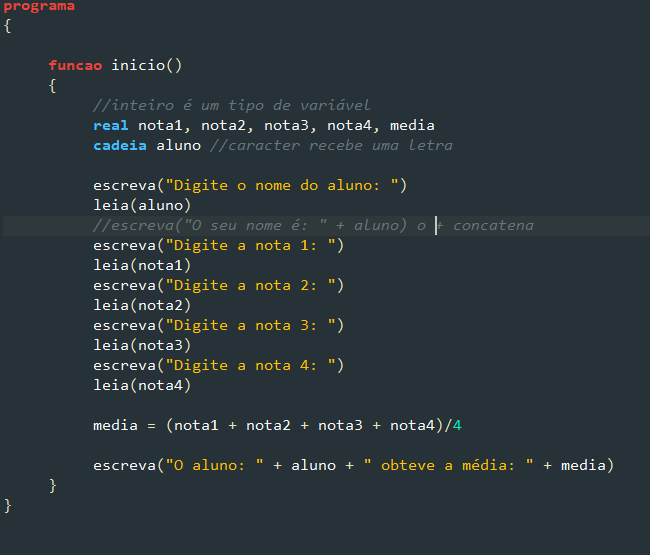 programa
{
funcao inicio()
{
//inteiro é um tipo de variável
real nota1, nota2, nota3, nota4, media
cadeia aluno //caracter recebe uma letra
escreva("Digite o nome do aluno: ")
leia(aluno)
//escreva("O seu nome é: " + aluno) o + concatena
escreva("Digite a nota 1: ")
leia(nota1)
escreva("Digite a nota 2: ")
leia(nota2)
escreva("Digite a nota 3: ")
leia(nota3)
escreva("Digite a nota 4: ")
leia(nota4)
media = (nota1 + nota2 + nota3 + nota4)/4
escreva("O aluno: " + aluno + " obteve a média: " + media)
}
}